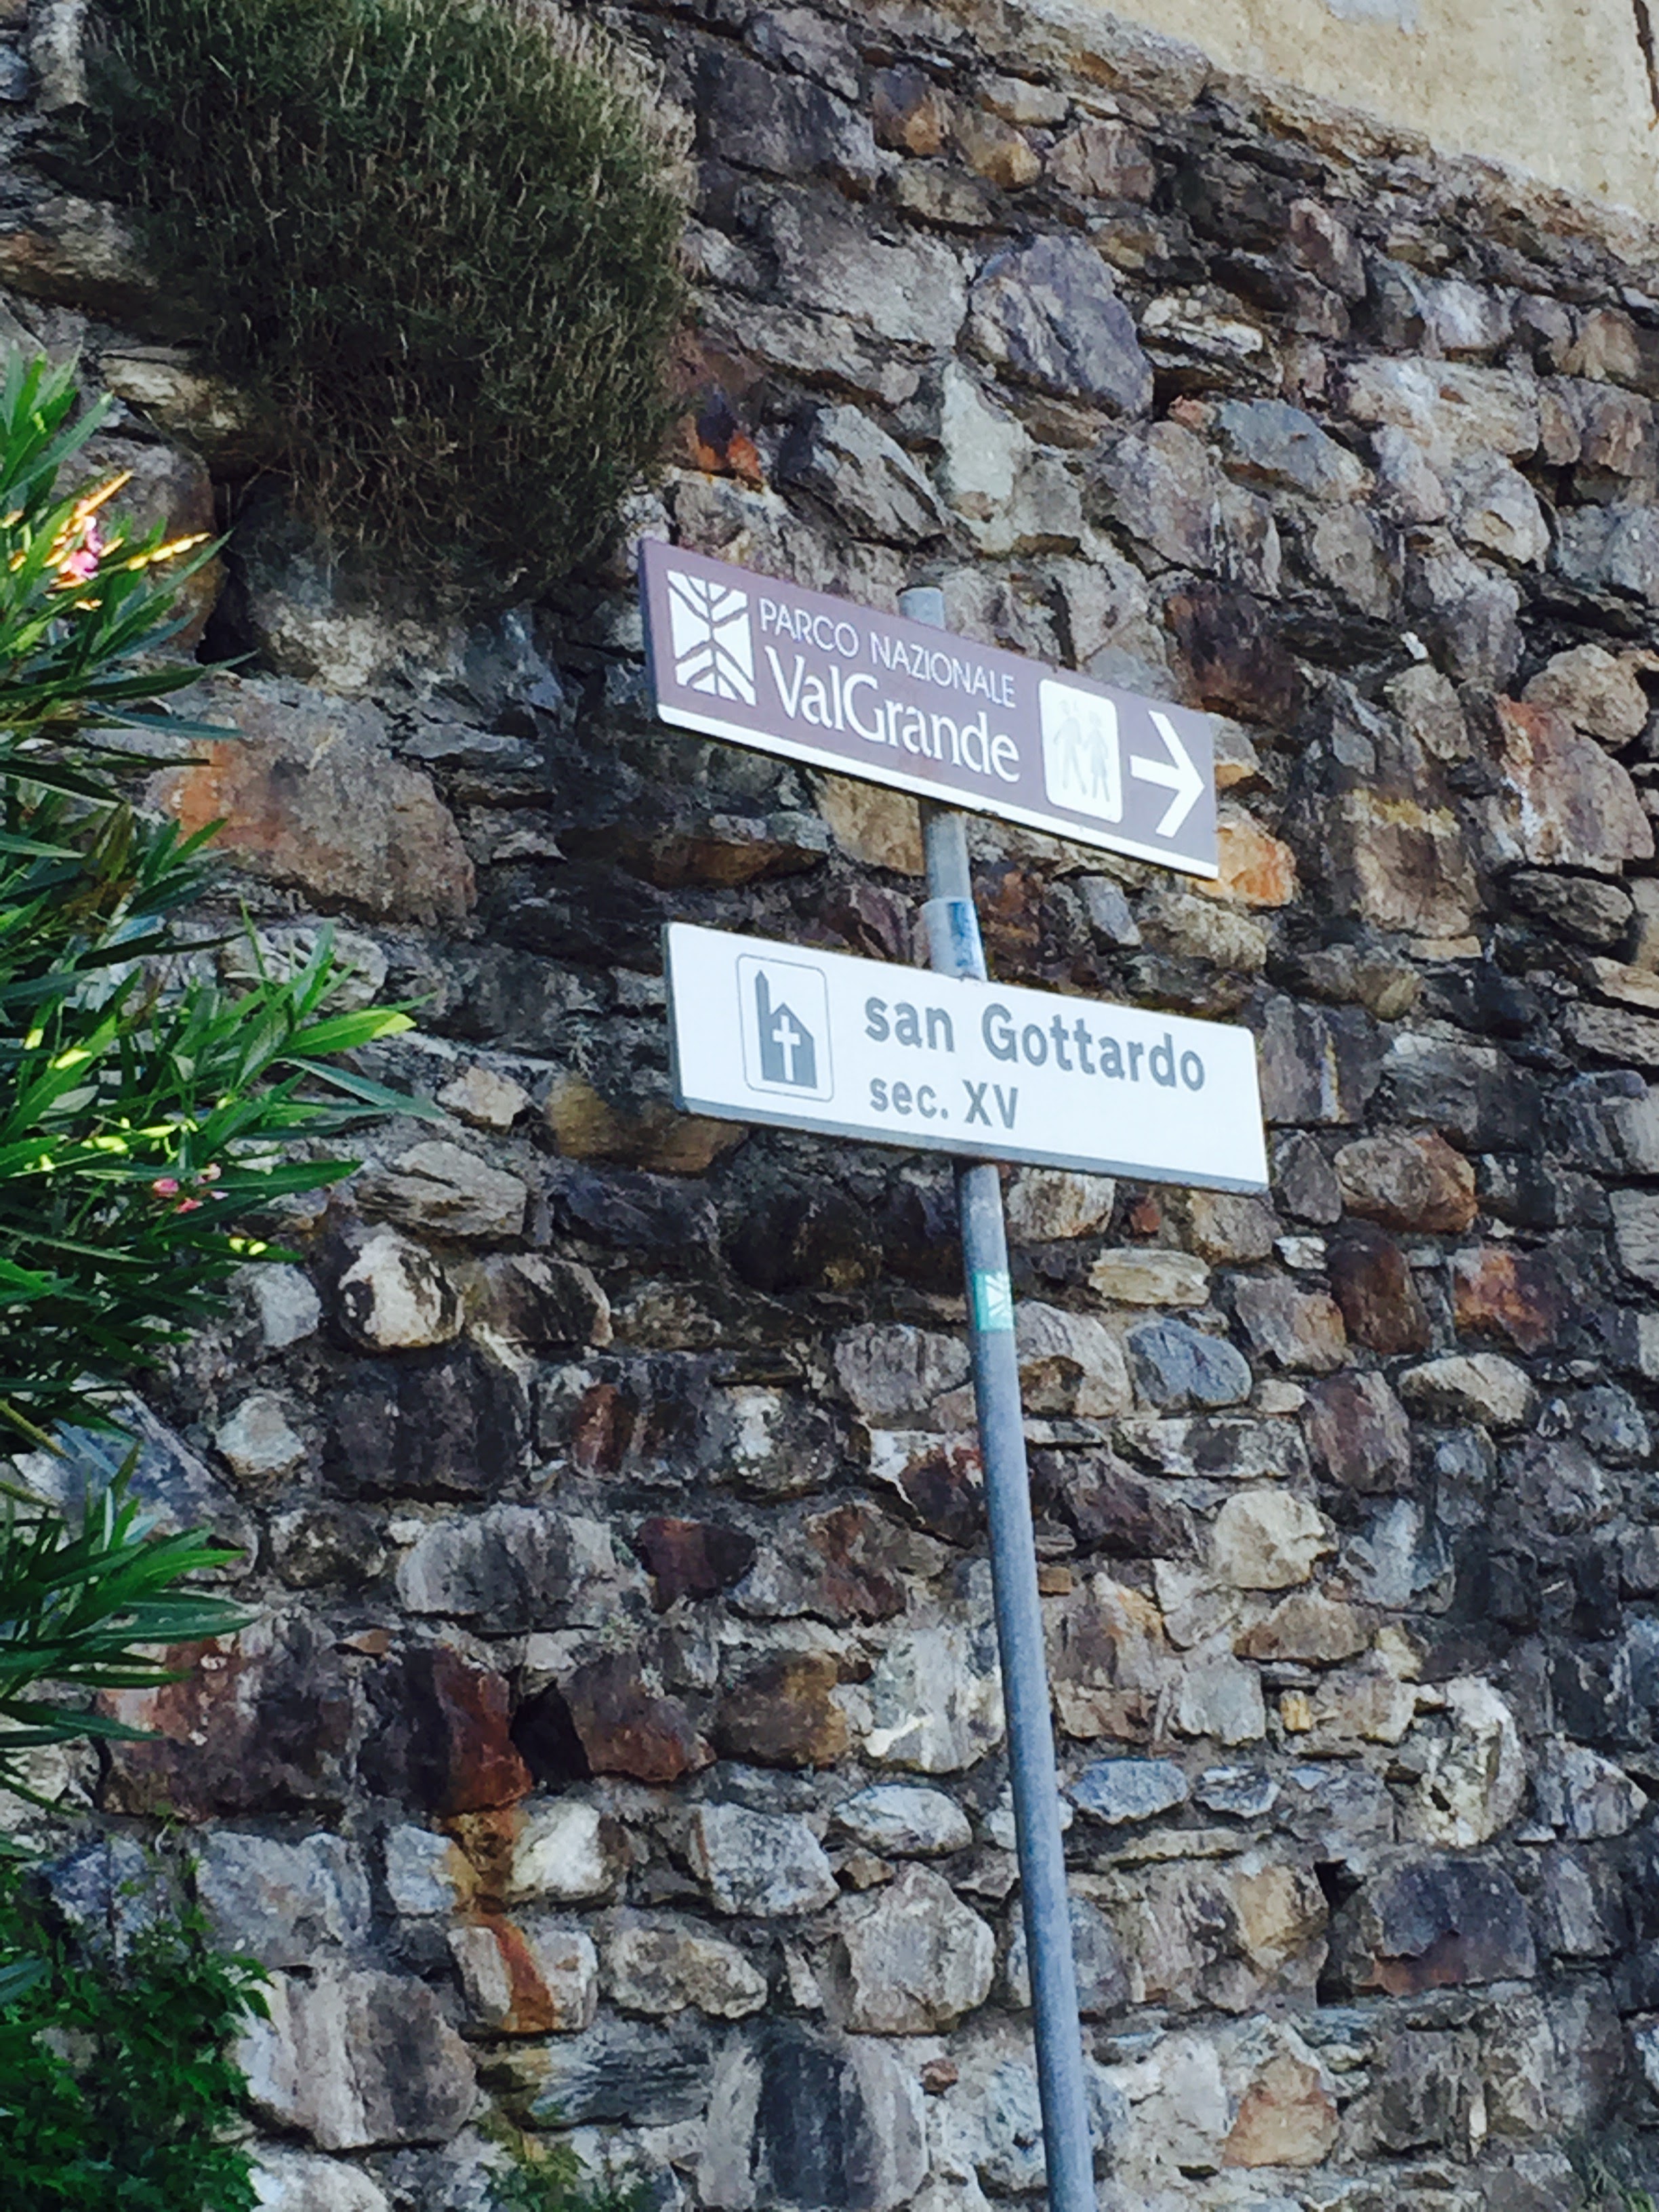 PARCO NAZIONALE
ValGrande
san Gottardo
sec. XV